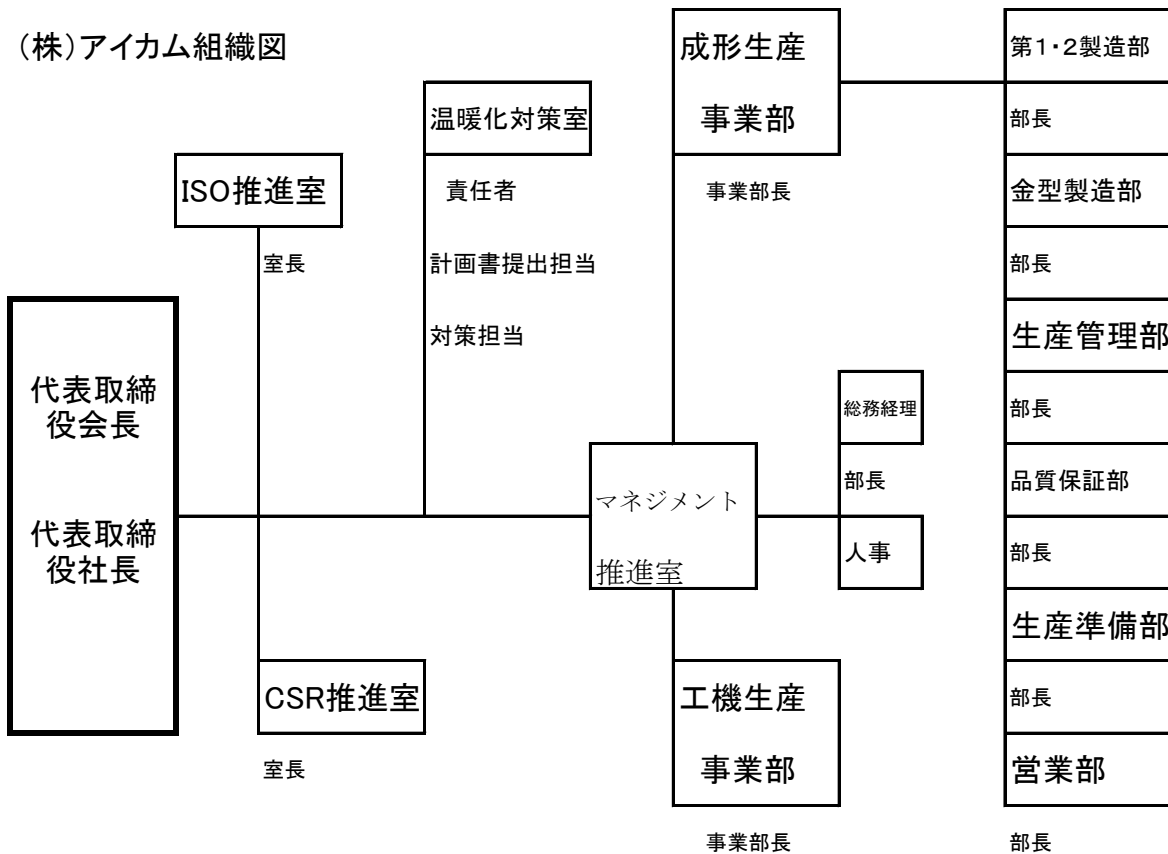 (株)アイカム組織図
代表取締
役会長
代表取締
役社長
ISO推進室
室長
CSR推進室
室長
温暖化対策室
責任者
計画書提出担当
対策担当
マネジメント
推進室
成形生産
事業部
事業部長
工機生産
事業部
事業部長
総務経理
部長
人事
第1・2製造部
部長
金型製造部
部長
生産管理部
部長
品質保証部
部長
生産準備部
部長
営業部
部長